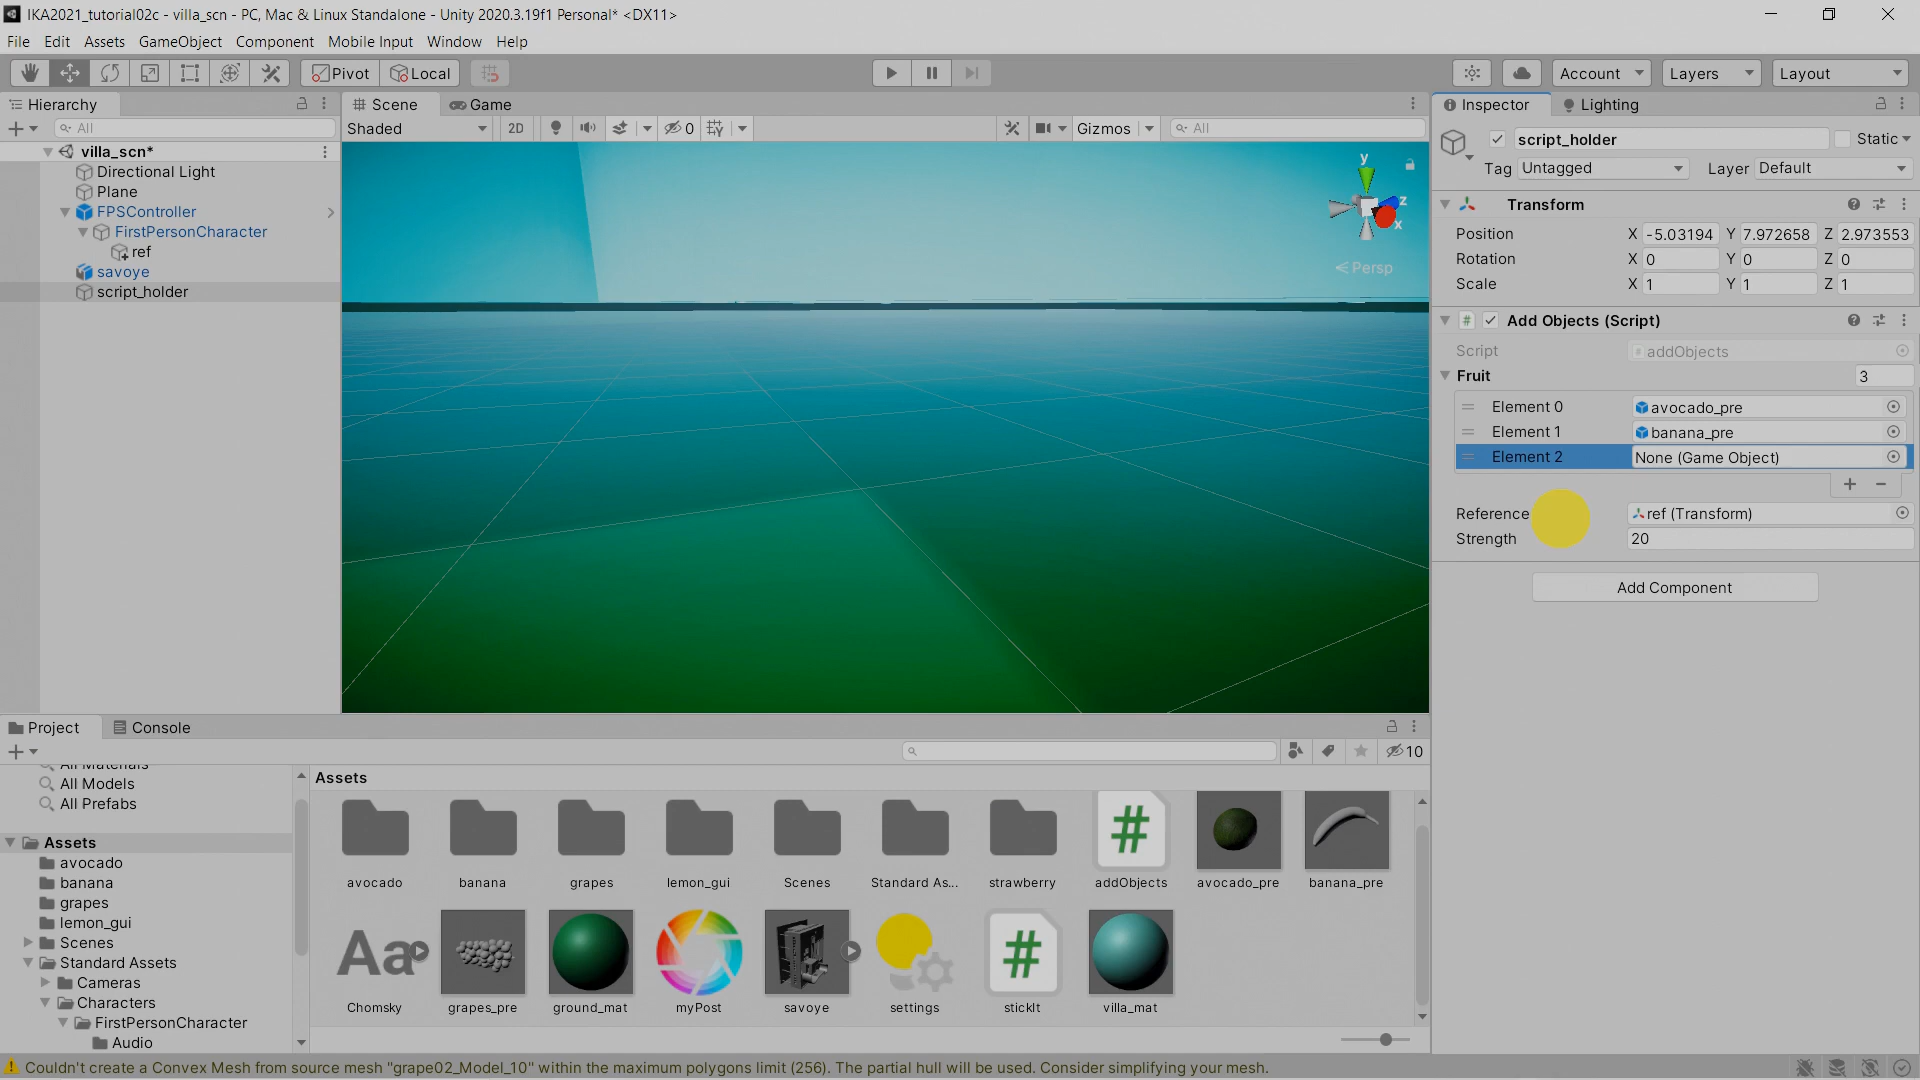 IKA2021_tutorial02c - villa_scn - PC, Mac & Linux Standalone - Unity 2020.3.19f1 Personal* <DX11>
File Edit Assets GameObject Component Mobile Input Window Help
Pivot Local Account Layers Layout
Hierarchy
All
villa_scn*
Directional Light
Plane
FPSController
FirstPersonCharacter
ref
savoye
script_holder
Scene Game
Shaded 2D 0 Gizmos All
y
z
x
Persp
Inspector Lighting
script_holder Static
Tag Untagged Layer Default
Transform
Position X -5.03194 Y 7.972658 Z 2.973553
Rotation X 0 Y 0 Z 0
Scale X 1 Y 1 Z 1
# Add Objects (Script)
Script addObjects
Fruit 3
Element 0 avocado_pre
Element 1 banana_pre
Element 2 None (Game Object)
+ −
Reference ref (Transform)
Strength 20
Add Component
Project Console
10
All Models
All Prefabs
Assets
avocado
banana
grapes
lemon_gui
Scenes
Standard Assets
Cameras
Characters
FirstPersonCharacter
Audio
Assets
#
avocado banana grapes lemon_gui Scenes Standard As... strawberry addObjects avocado_pre banana_pre
Aa #
Chomsky grapes_pre ground_mat myPost savoye settings stickIt villa_mat
Couldn't create a Convex Mesh from source mesh "grape02_Model_10" within the maximum polygons limit (256). The partial hull will be used. Consider simplifying your mesh.